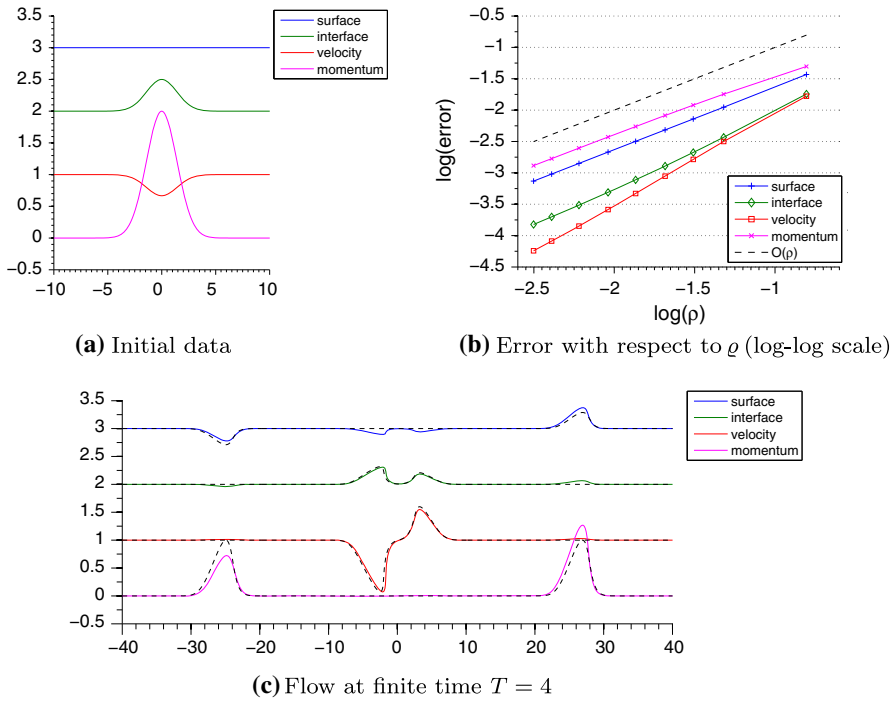 3.5
3
2.5
2
1.5
1
0.5
0
−0.5
−10 −5 0 5 10
surface
interface
velocity
momentum
(a) Initial data
−0.5
−1
−1.5
−2
−2.5
−3
−3.5
−4
−4.5
log(error)
−2.5 −2 −1.5 −1
log(ρ)
surface
interface
velocity
momentum
O(ρ)
(b) Error with respect to ϱ (log-log scale)
3.5
3
2.5
2
1.5
1
0.5
0
−0.5
−40 −30 −20 −10 0 10 20 30 40
surface
interface
velocity
momentum
(c) Flow at finite time T = 4